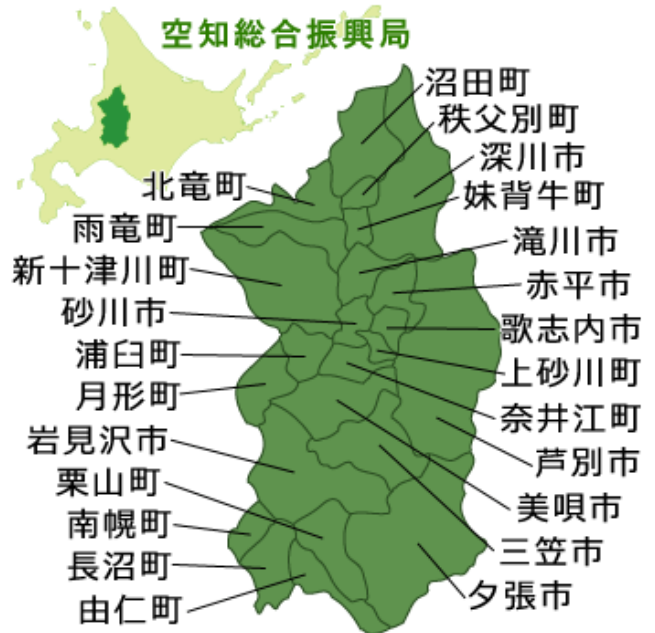 空知総合振興局
沼田町
秩父別町
深川市
妹背牛町
滝川市
赤平市
歌志内市
上砂川町
奈井江町
芦別市
美唄市
三笠市
夕張市
北竜町
雨竜町
新十津川町
砂川市
浦臼町
月形町
岩見沢市
栗山町
南幌町
長沼町
由仁町